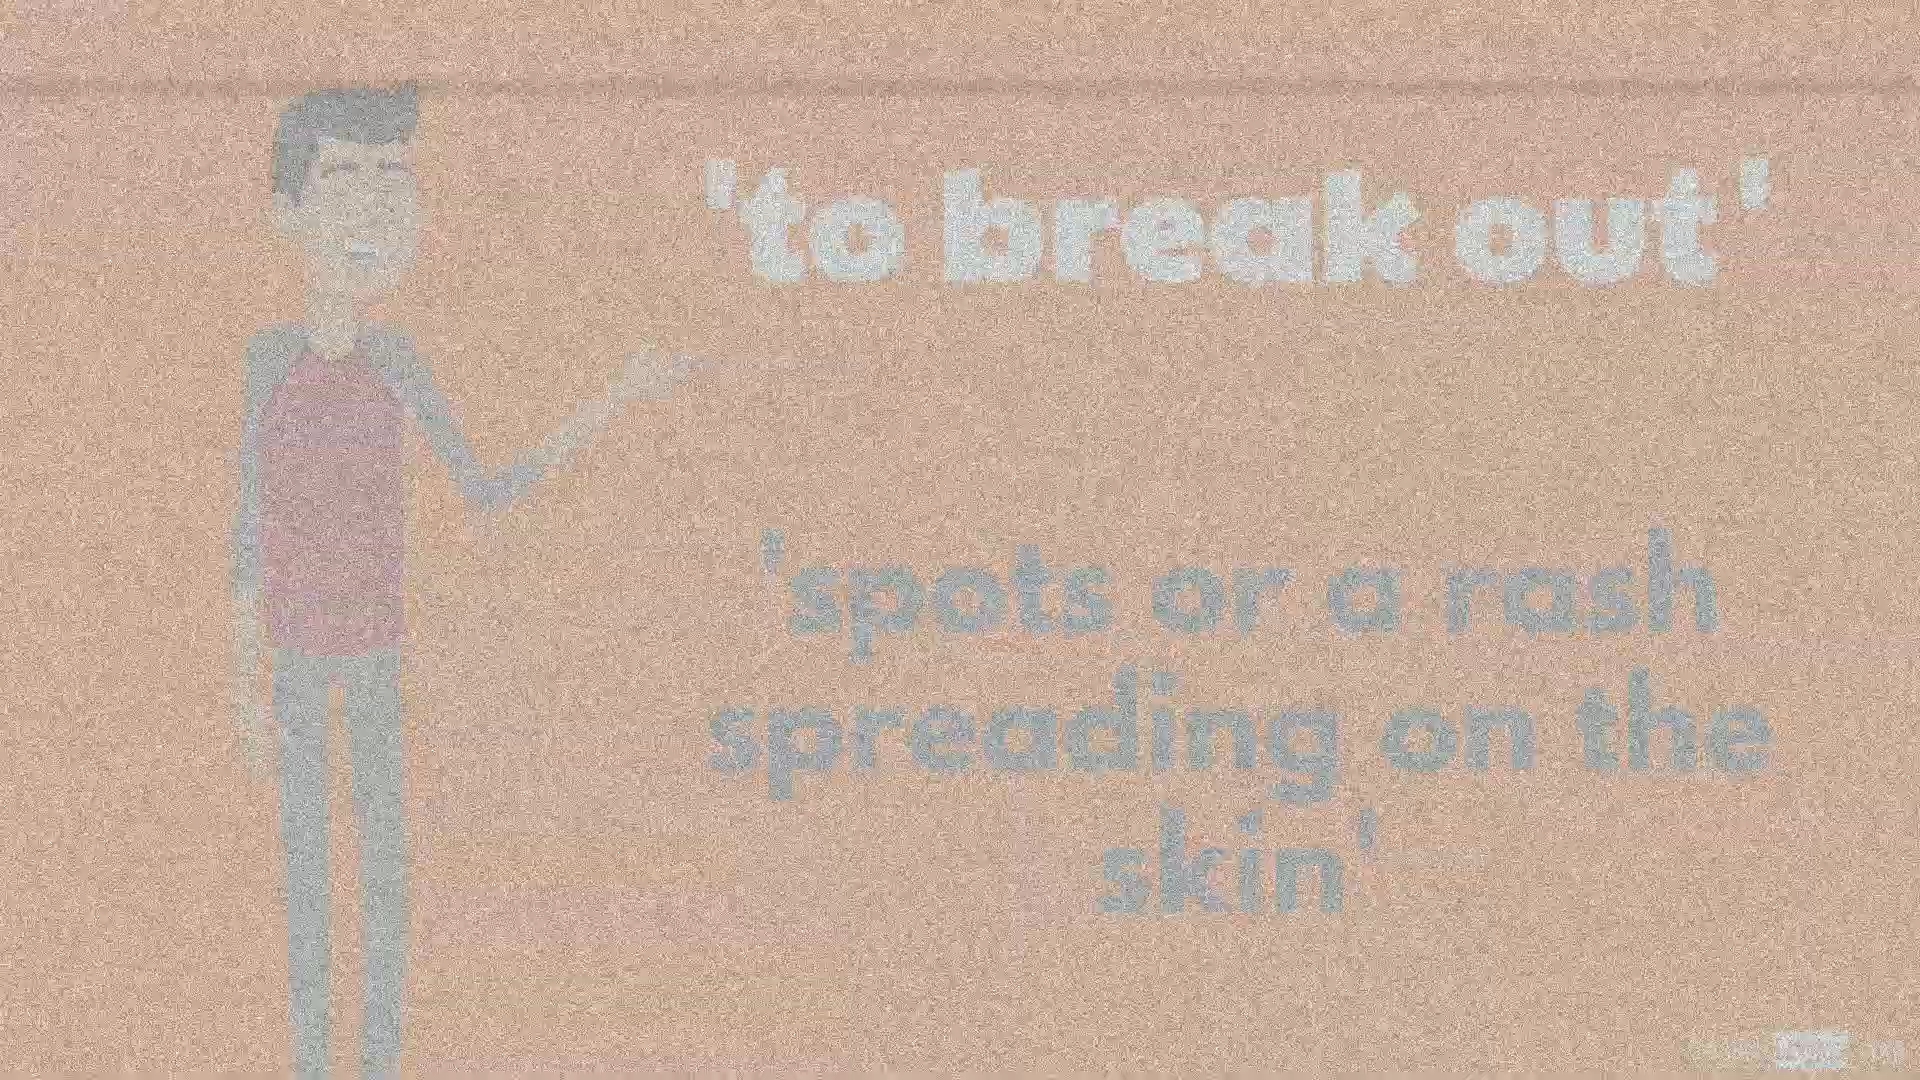 'to break out'
'spots or a rash
spreading on the
skin'